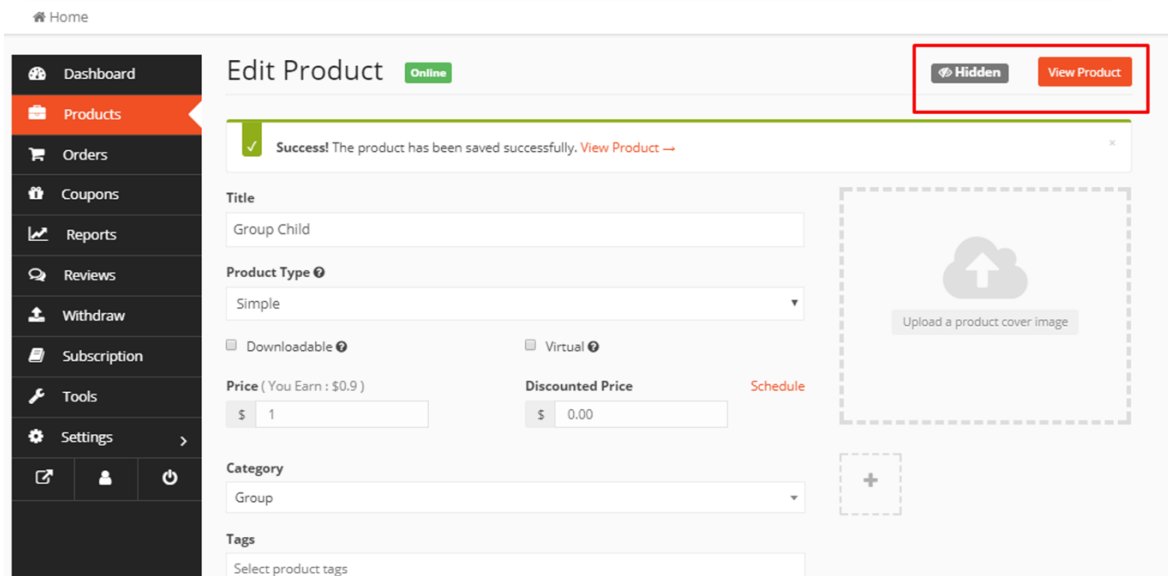 Home
Dashboard
Products
Orders
Coupons
Reports
Reviews
Withdraw
Subscription
Tools
Settings
Edit Product Online Hidden View Product
Success! The product has been saved successfully. View Product →
Title
Group Child
Product Type
Simple
Downloadable Virtual
Price ( You Earn : $0.9 ) Discounted Price Schedule
$ 1 $ 0.00
Category
Group
Tags
Select product tags
Upload a product cover image